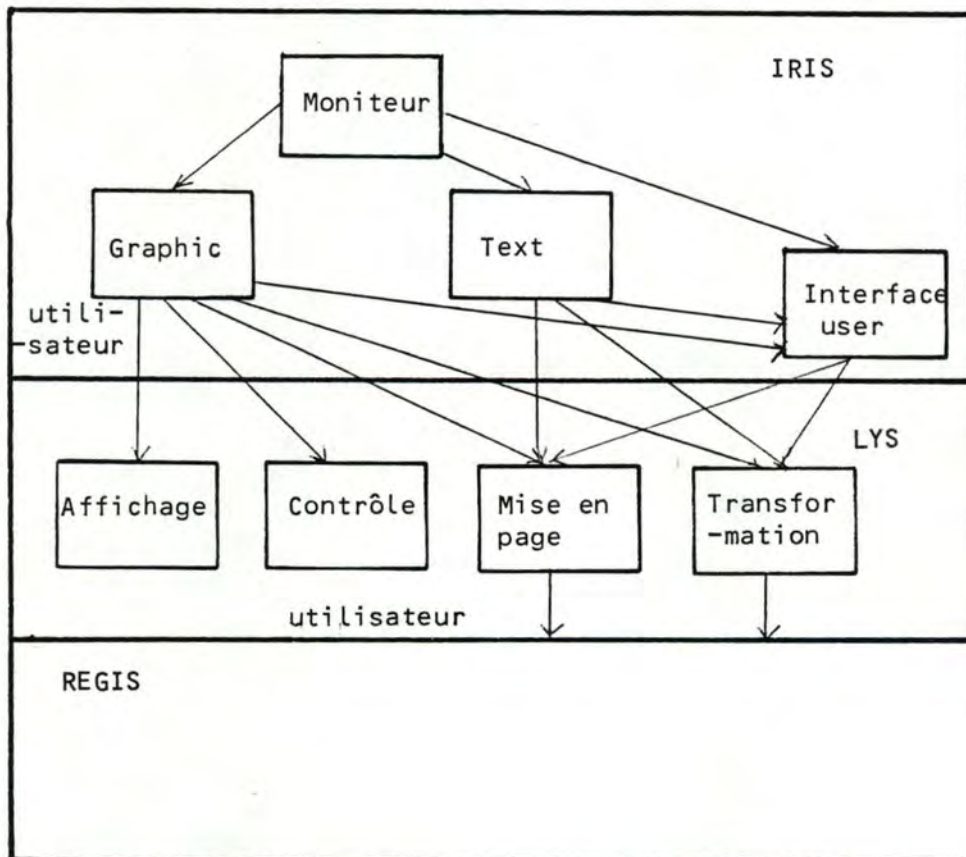 IRIS
Moniteur
Graphic
Text
Interface
user
utili-
-sateur
LYS
Affichage
Contrôle
Mise en
page
Transfor
-mation
utilisateur
REGIS